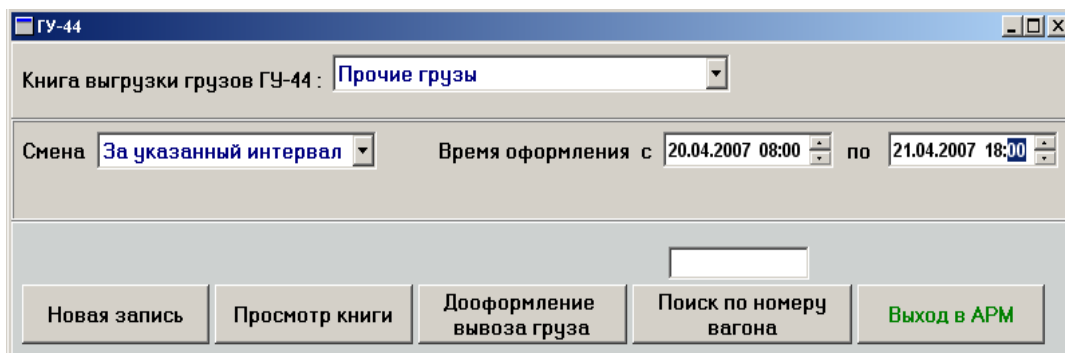 ГУ-44
Книга выгрузки грузов ГУ-44 : Прочие грузы
Смена За указанный интервал Время оформления с 20.04.2007 08:00 по 21.04.2007 18:00
Новая запись Просмотр книги Дооформление вывоза груза Поиск по номеру вагона Выход в АРМ